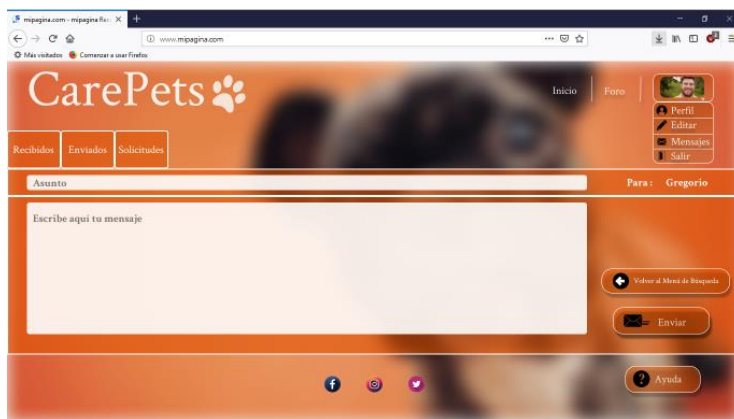 mipagina.com - mipagina Rec
www.mipagina.com
Más visitados Comenzar a usar Firefox
CarePets
Inicio Foro
Perfil
Editar
Mensajes
Salir
Recibidos Enviados Solicitudes
Asunto
Para : Gregorio
Escribe aquí tu mensaje
Volver al Menú de Búsqueda
Enviar
Ayuda